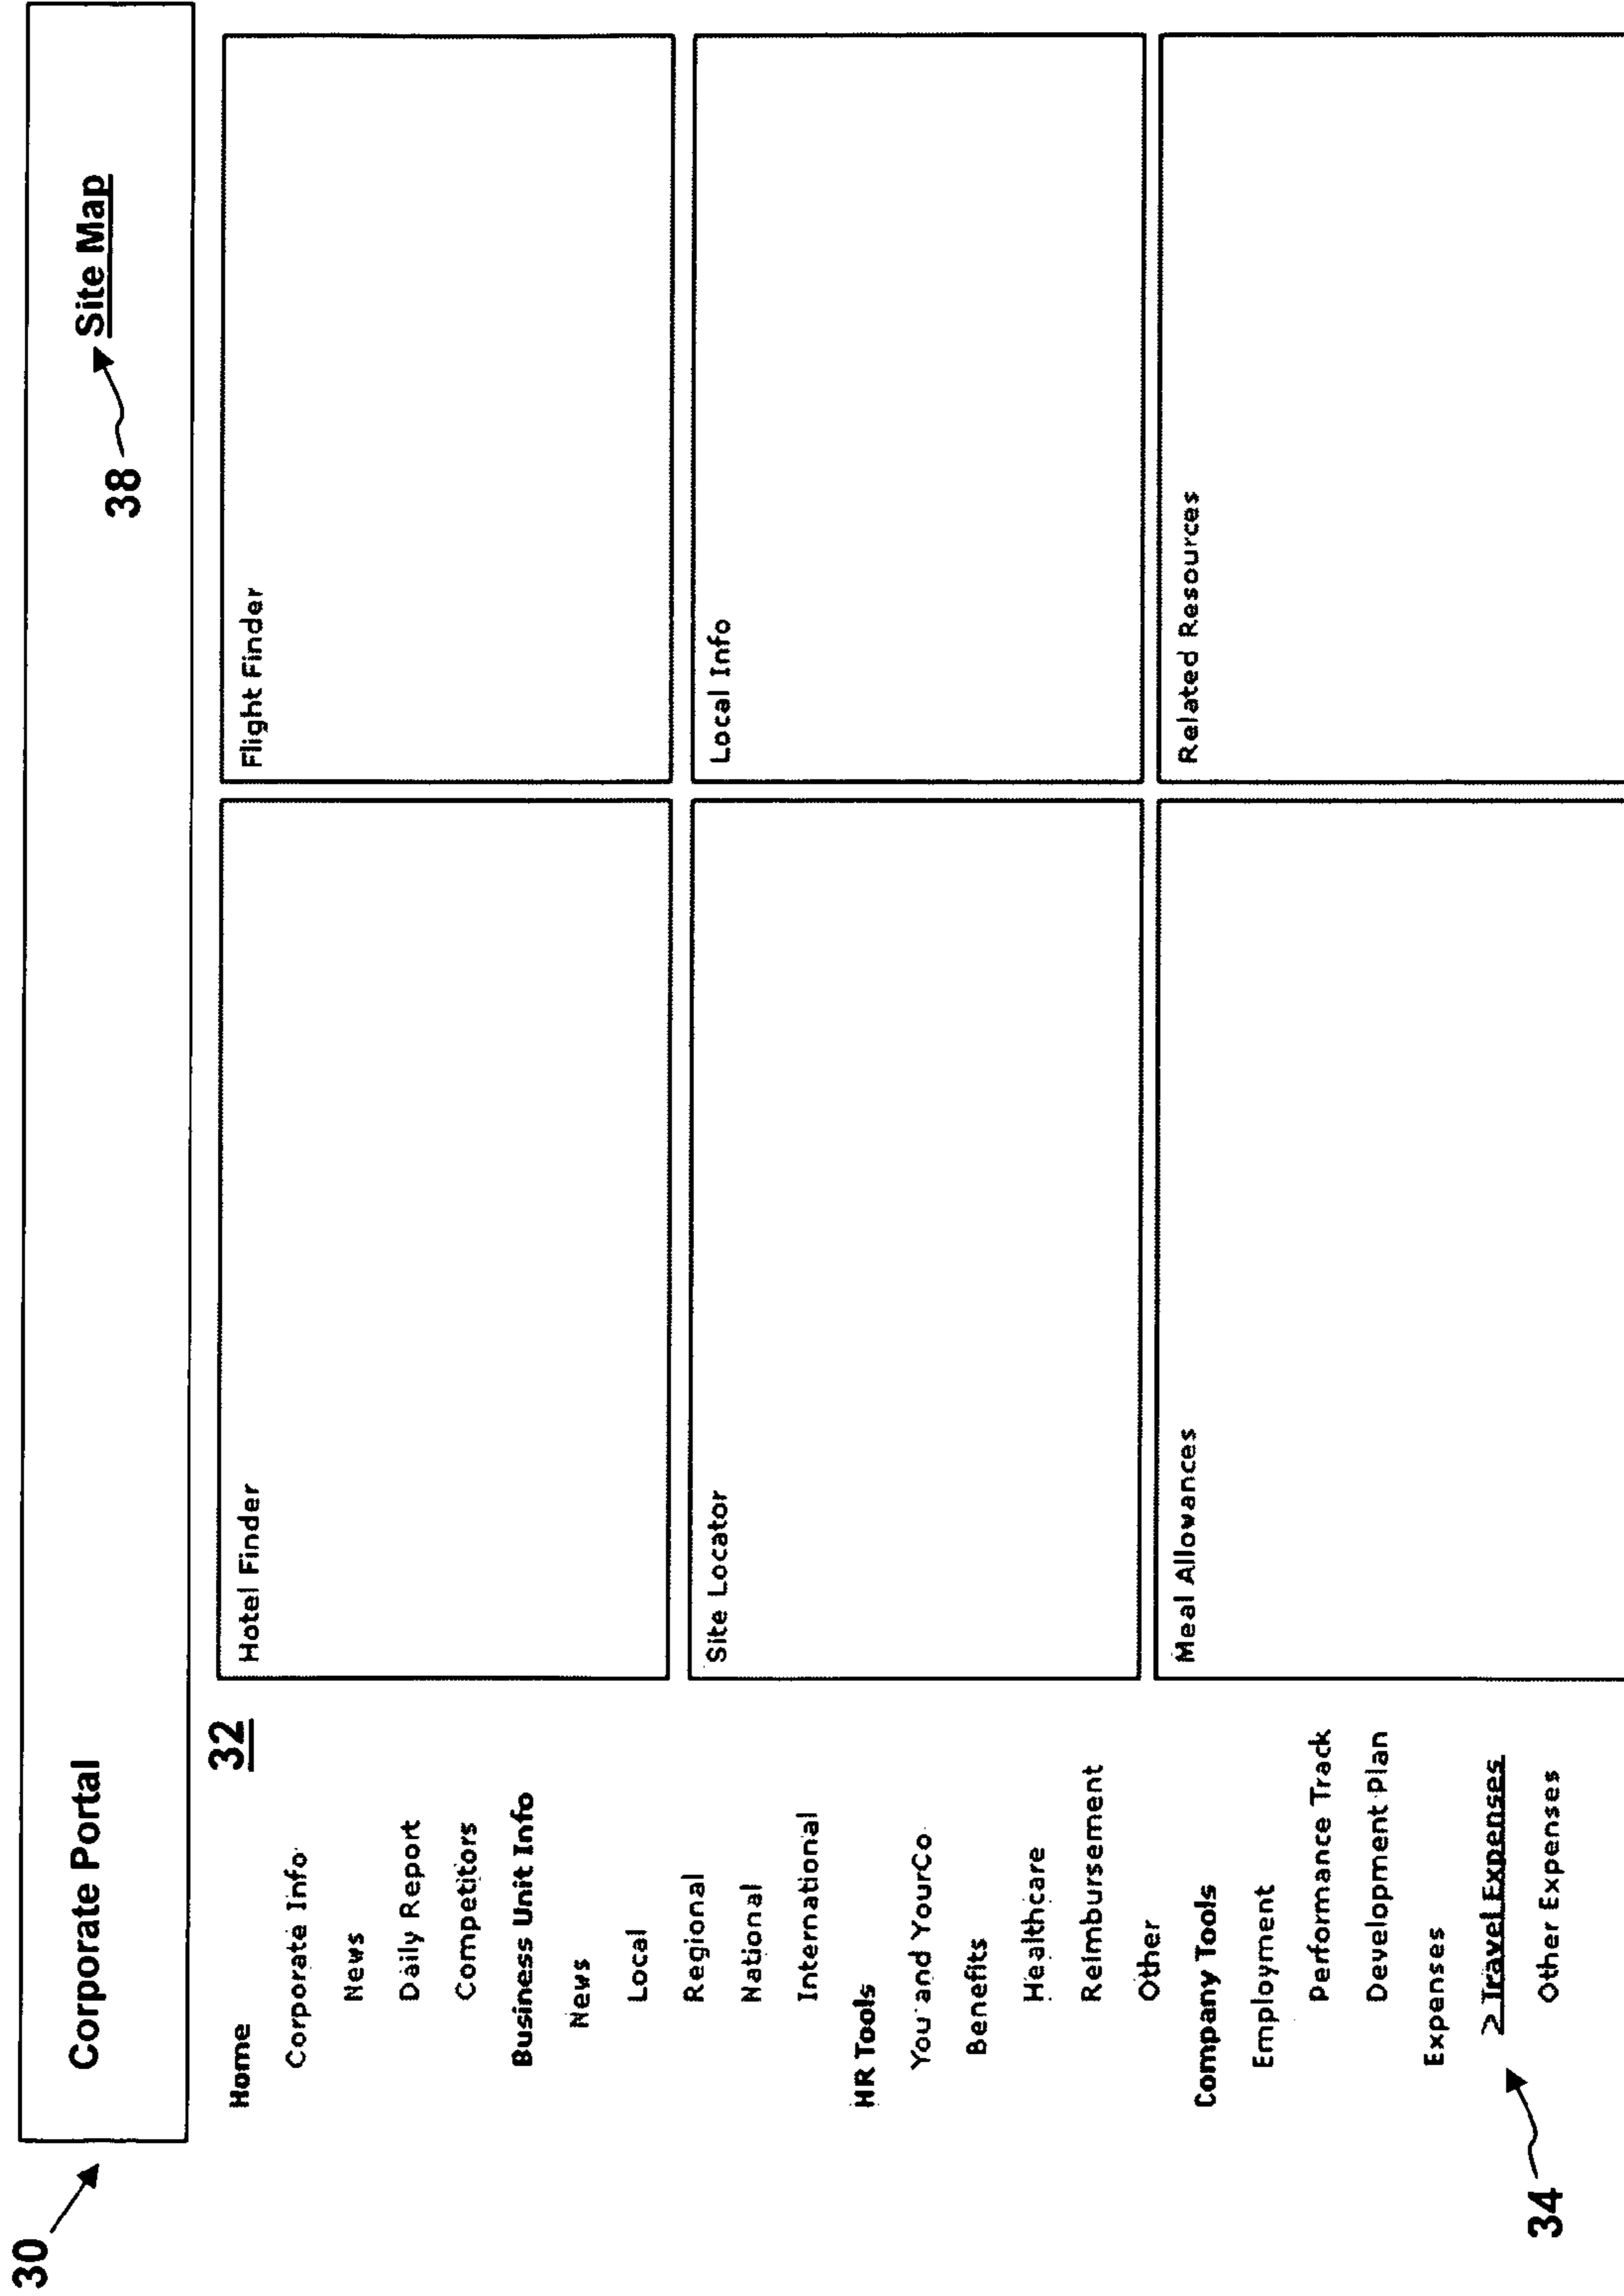 30
Corporate Portal
38
Site Map
32
Home
Corporate Info
News
Daily Report
Competitors
Business Unit Info
News
Local
Regional
National
International
HR Tools
You and YourCo
Benefits
Healthcare
Reimbursement
Other
Company Tools
Employment
Performance Track
Development Plan
Expenses
> Travel Expenses
Other Expenses
34
Hotel Finder
Flight Finder
Site Locator
Local Info
Meal Allowances
Related Resources